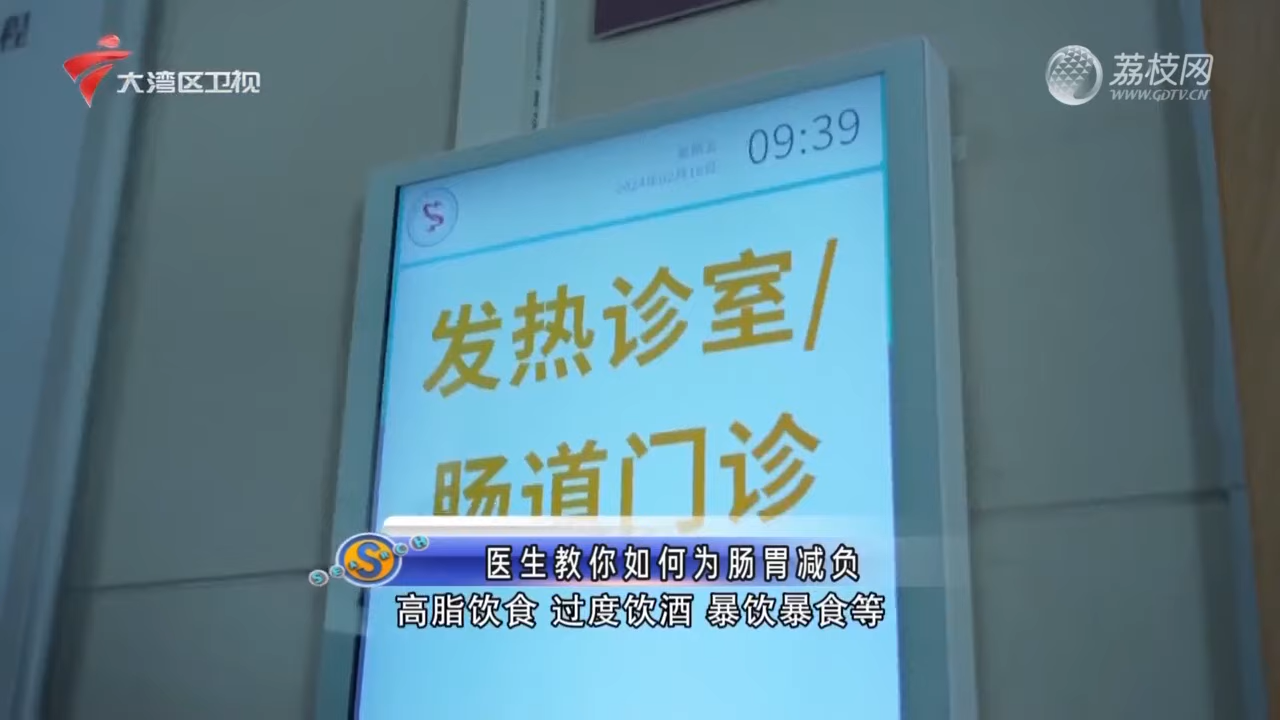 程
大湾区卫视
荔枝网
WWW.GDTV.CN
09:39
发热诊室/
肠道门诊
医生教你如何为肠胃减负
高脂饮食 过度饮酒 暴饮暴食等